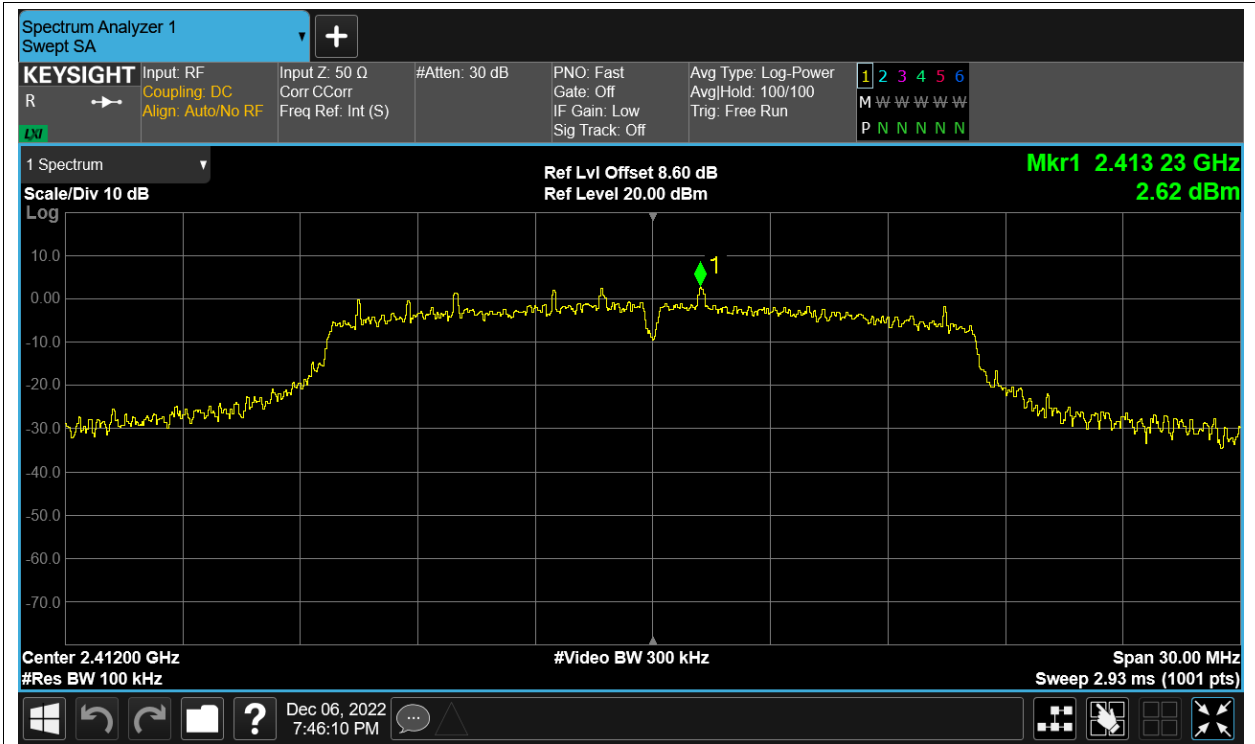 Spectrum Analyzer 1
Swept SA
KEYSIGHT
R
LXI
Input: RF
Coupling: DC
Align: Auto/No RF
Input Z: 50 Ω
Corr CCorr
Freq Ref: Int (S)
#Atten: 30 dB
PNO: Fast
Gate: Off
IF Gain: Low
Sig Track: Off
Avg Type: Log-Power
Avg|Hold: 100/100
Trig: Free Run
1 2 3 4 5 6
M W W W W W
P N N N N N
1 Spectrum
Scale/Div 10 dB
Log
Ref Lvl Offset 8.60 dB
Ref Level 20.00 dBm
Mkr1 2.413 23 GHz
2.62 dBm
1
10.0
0.00
-10.0
-20.0
-30.0
-40.0
-50.0
-60.0
-70.0
Center 2.41200 GHz
#Res BW 100 kHz
#Video BW 300 kHz
Span 30.00 MHz
Sweep 2.93 ms (1001 pts)
?
Dec 06, 2022
7:46:10 PM